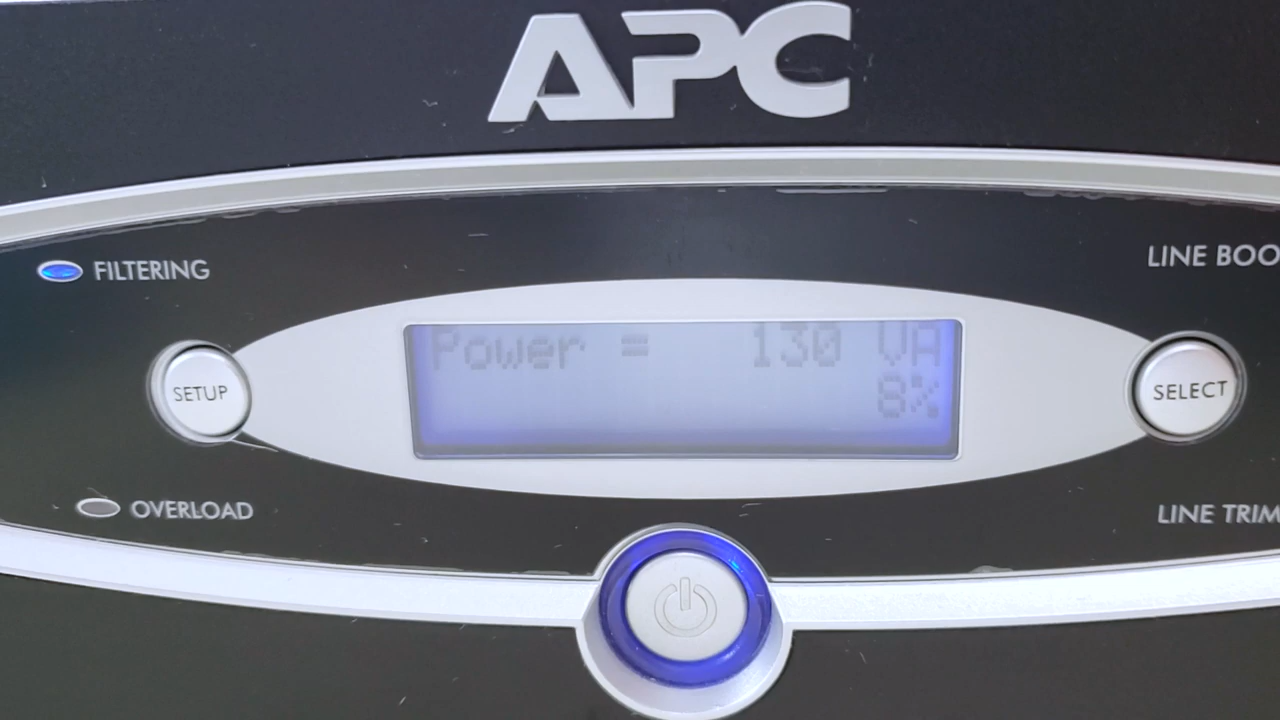 APC
FILTERING
LINE BOO
Power = 130 VA
8%
SETUP
SELECT
OVERLOAD
LINE TRIM